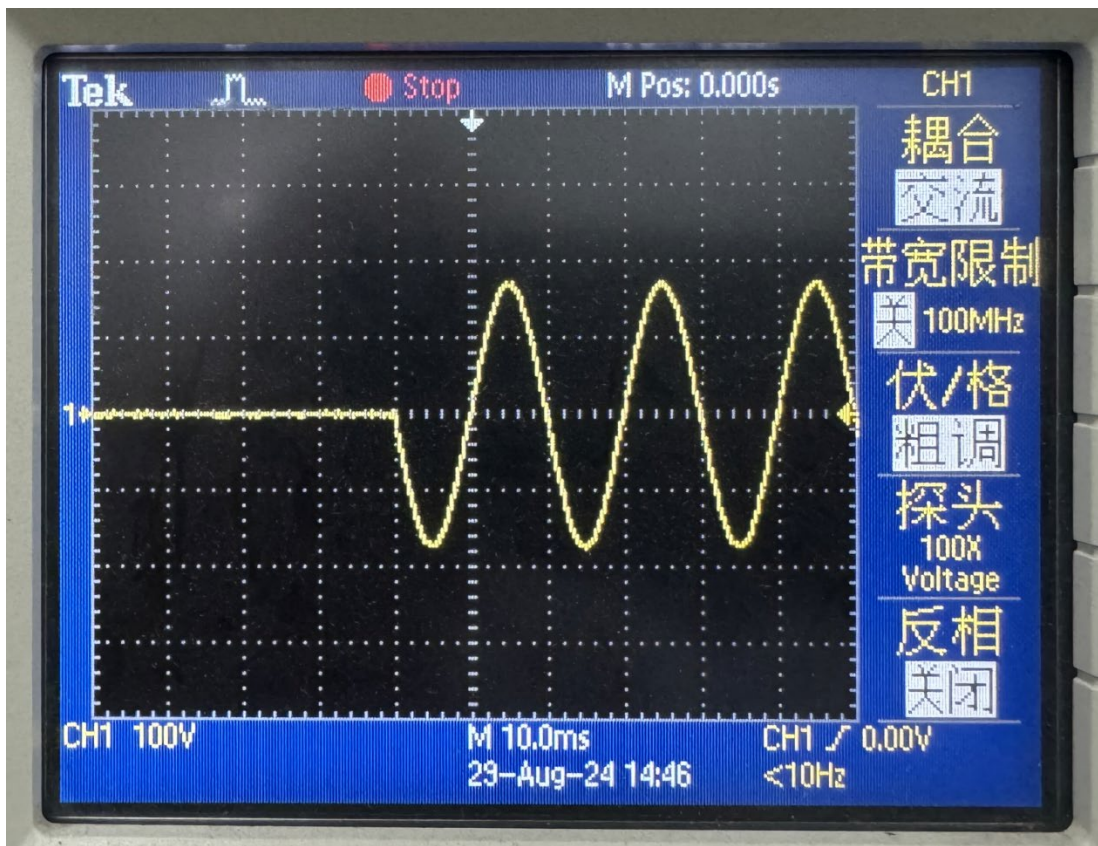 Tek Stop M Pos: 0.000s CH1
耦合
交流
带宽限制
关 100MHz
伏/格
粗调
探头
100X
Voltage
反相
关闭
1
CH1 100V M 10.0ms CH1 0.00V
29-Aug-24 14:46 <10Hz